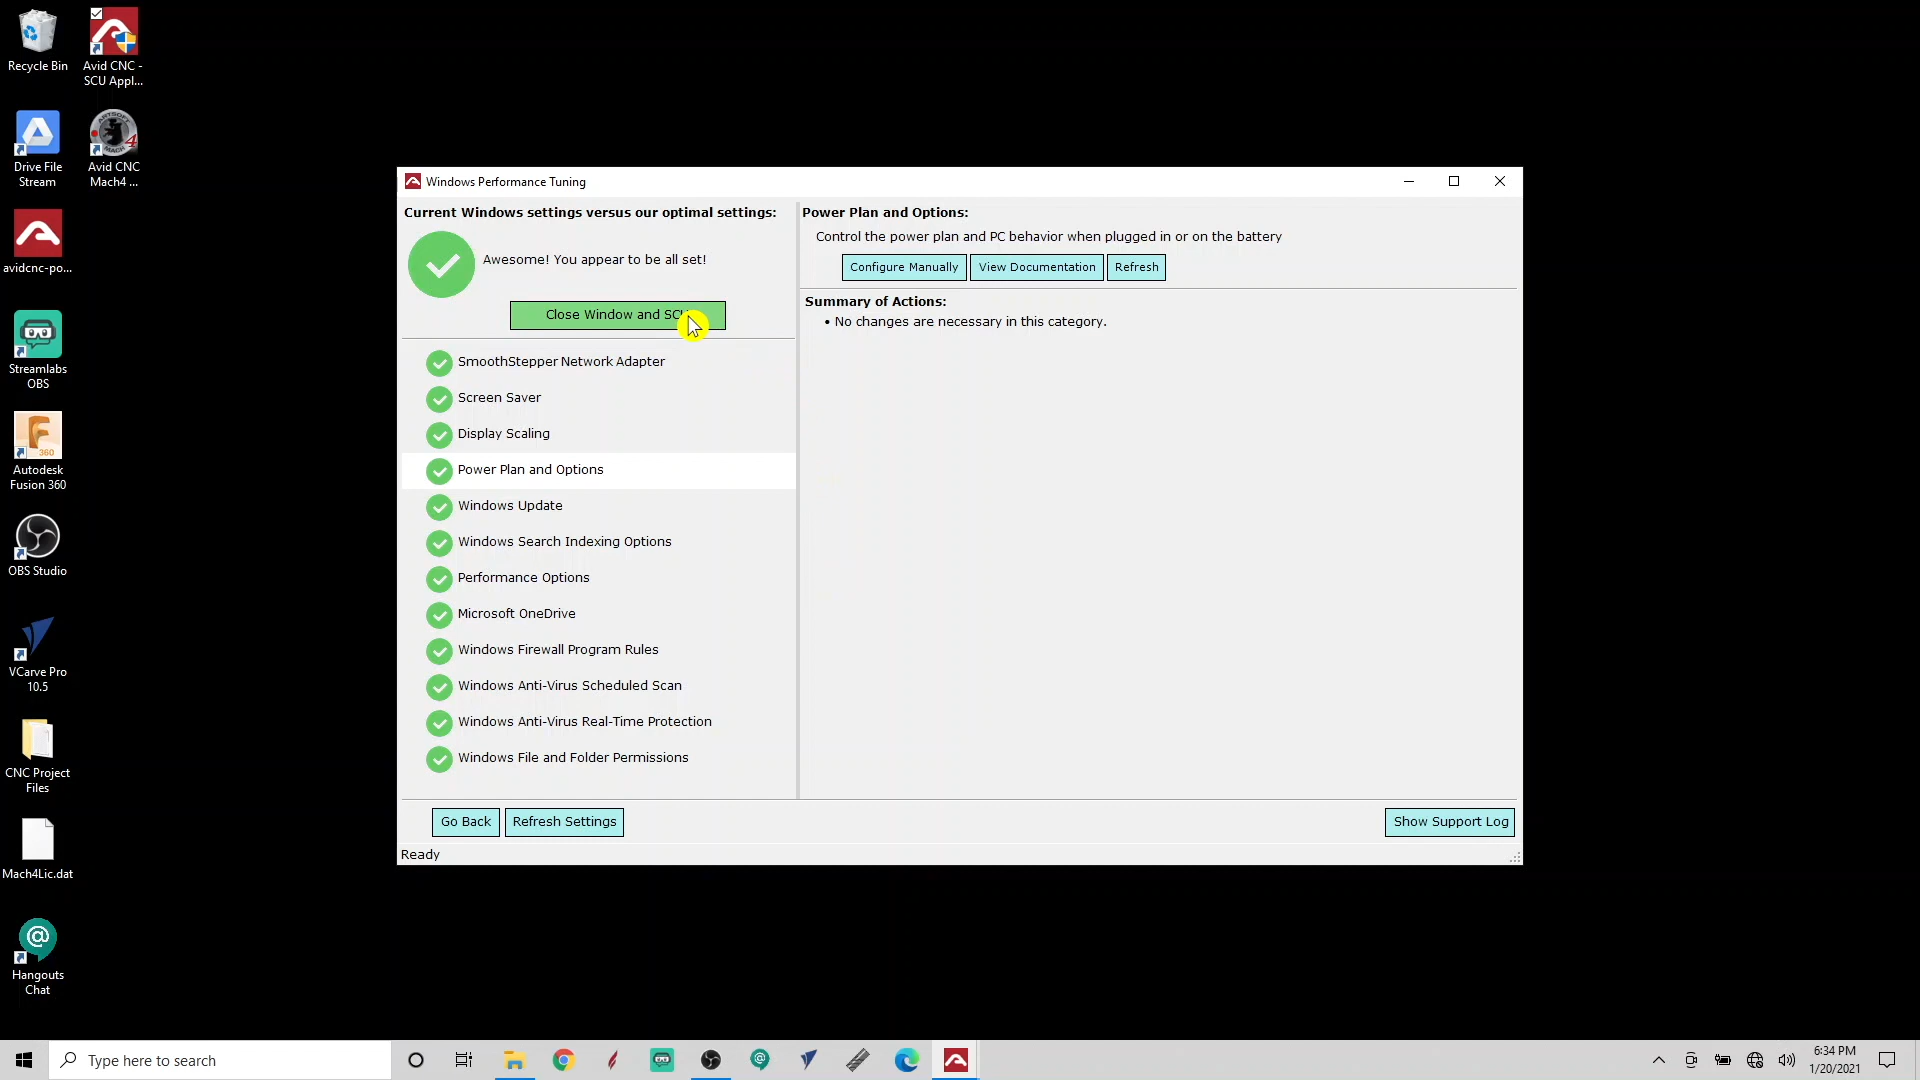 Recycle Bin
Avid CNC -
SCU Appl...
Drive File
Stream
Avid CNC
Mach4 ...
avidcnc-po...
Streamlabs
OBS
Autodesk
Fusion 360
OBS Studio
VCarve Pro
10.5
CNC Project
Files
Mach4Lic.dat
Hangouts
Chat
Windows Performance Tuning
Current Windows settings versus our optimal settings:
Awesome! You appear to be all set!
Close Window and SCU
SmoothStepper Network Adapter
Screen Saver
Display Scaling
Power Plan and Options
Windows Update
Windows Search Indexing Options
Performance Options
Microsoft OneDrive
Windows Firewall Program Rules
Windows Anti-Virus Scheduled Scan
Windows Anti-Virus Real-Time Protection
Windows File and Folder Permissions
Power Plan and Options:
Control the power plan and PC behavior when plugged in or on the battery
Configure Manually
View Documentation
Refresh
Summary of Actions:
• No changes are necessary in this category.
Go Back
Refresh Settings
Show Support Log
Ready
Type here to search
6:34 PM
1/20/2021